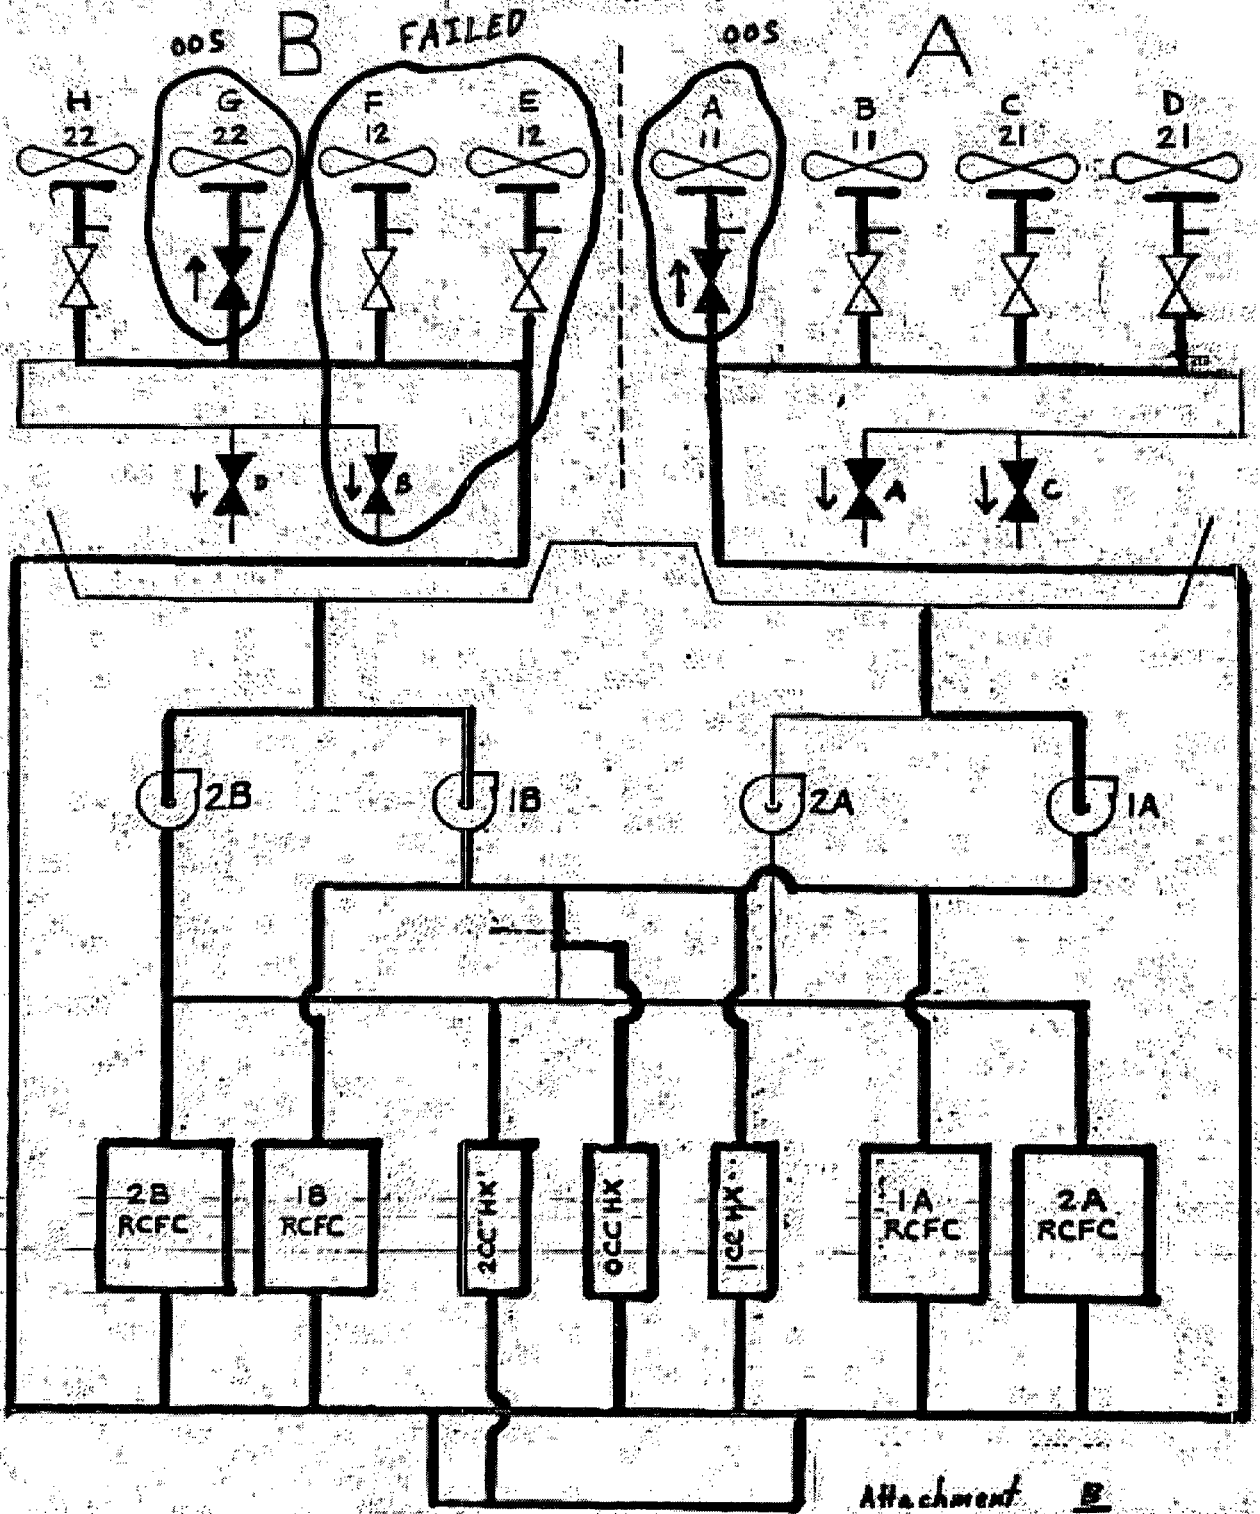 OOS B FAILED OOS A
H G F E A B C D
22 22 12 12 11 11 21 21
D B A C
2B 1B 2A 1A
2B RCFC
1B RCFC
2CC HX
0CC HX
1CC HX
1A RCFC
2A RCFC
Attachment B